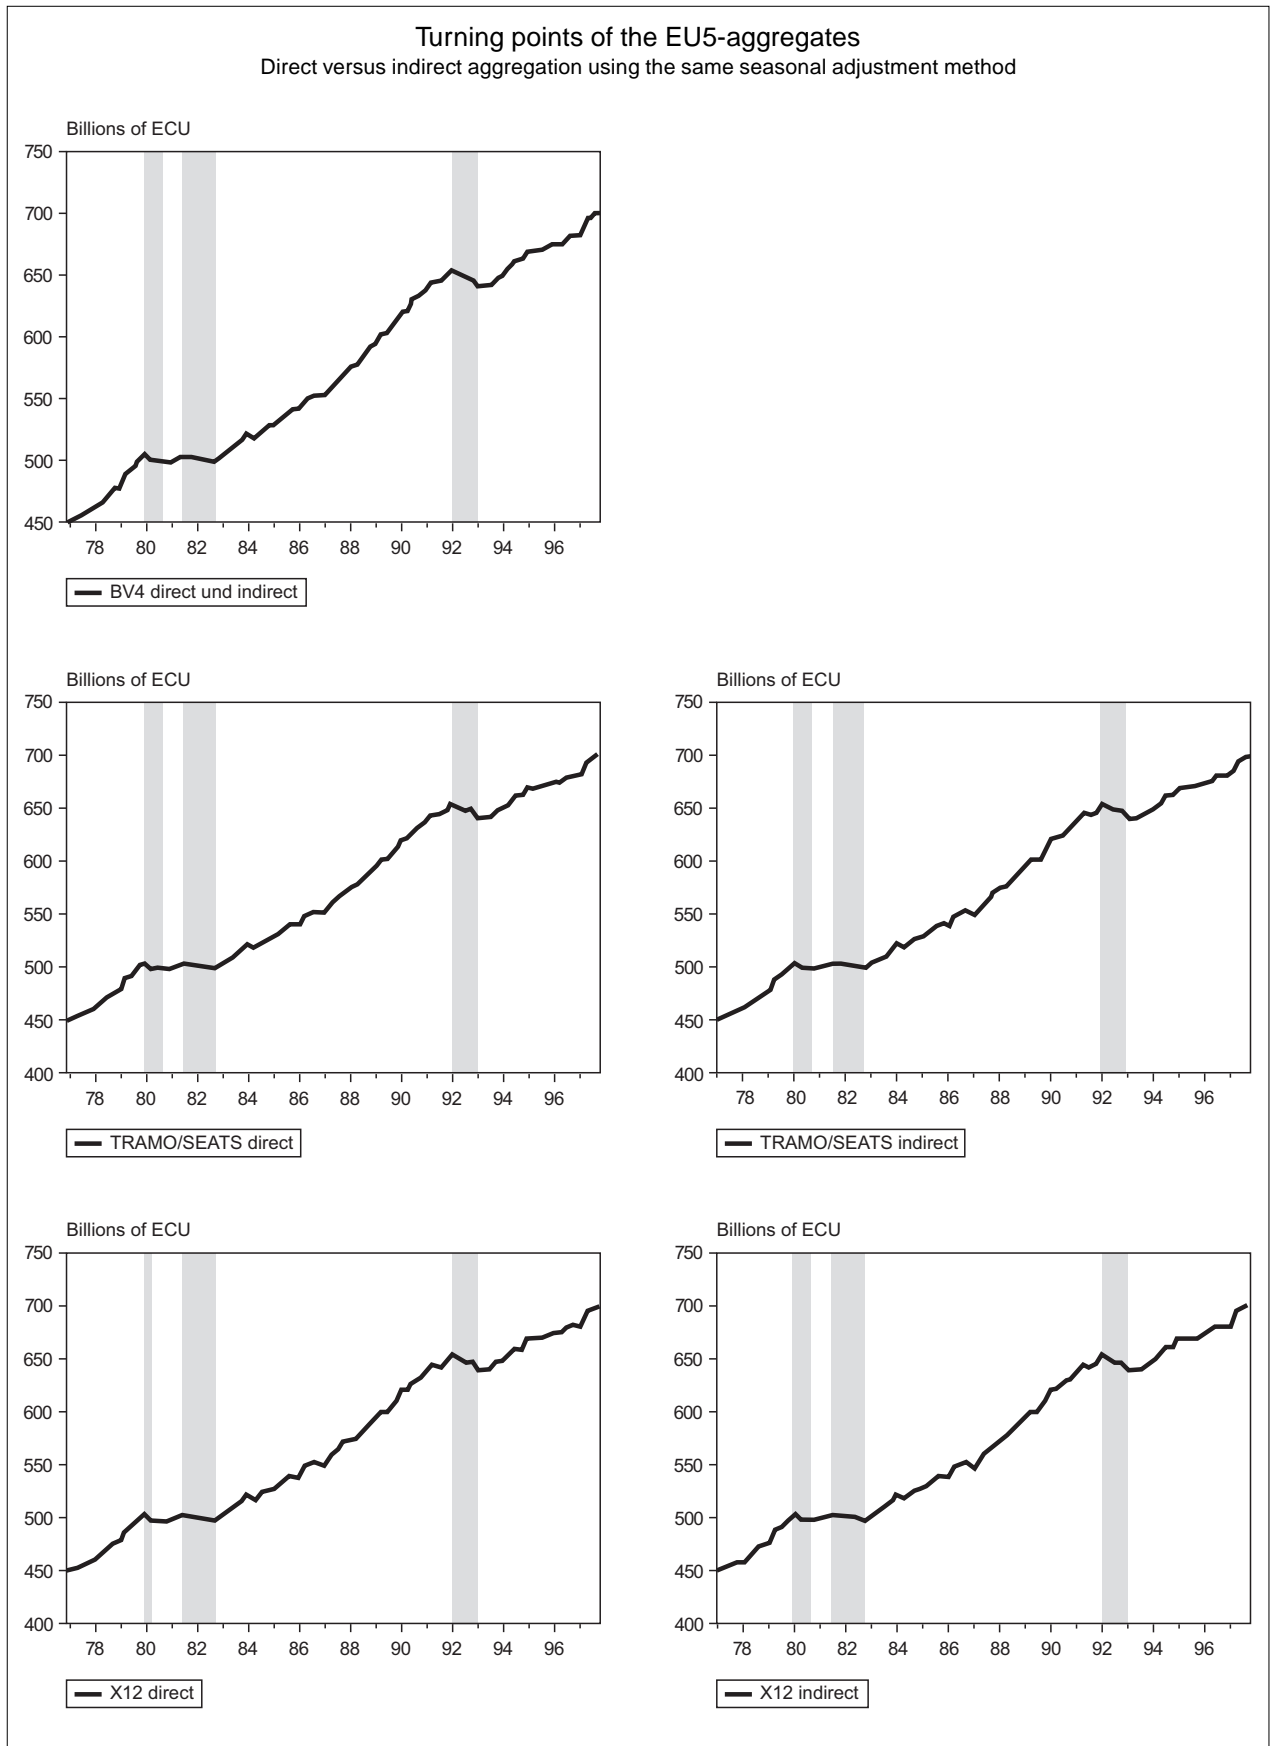 Turning points of the EU5-aggregates
Direct versus indirect aggregation using the same seasonal adjustment method
Billions of ECU
750
700
650
600
550
500
450
78 80 82 84 86 88 90 92 94 96
BV4 direct und indirect
Billions of ECU
750
700
650
600
550
500
450
400
78 80 82 84 86 88 90 92 94 96
TRAMO/SEATS direct
Billions of ECU
750
700
650
600
550
500
450
400
78 80 82 84 86 88 90 92 94 96
TRAMO/SEATS indirect
Billions of ECU
750
700
650
600
550
500
450
400
78 80 82 84 86 88 90 92 94 96
X12 direct
Billions of ECU
750
700
650
600
550
500
450
400
78 80 82 84 86 88 90 92 94 96
X12 indirect